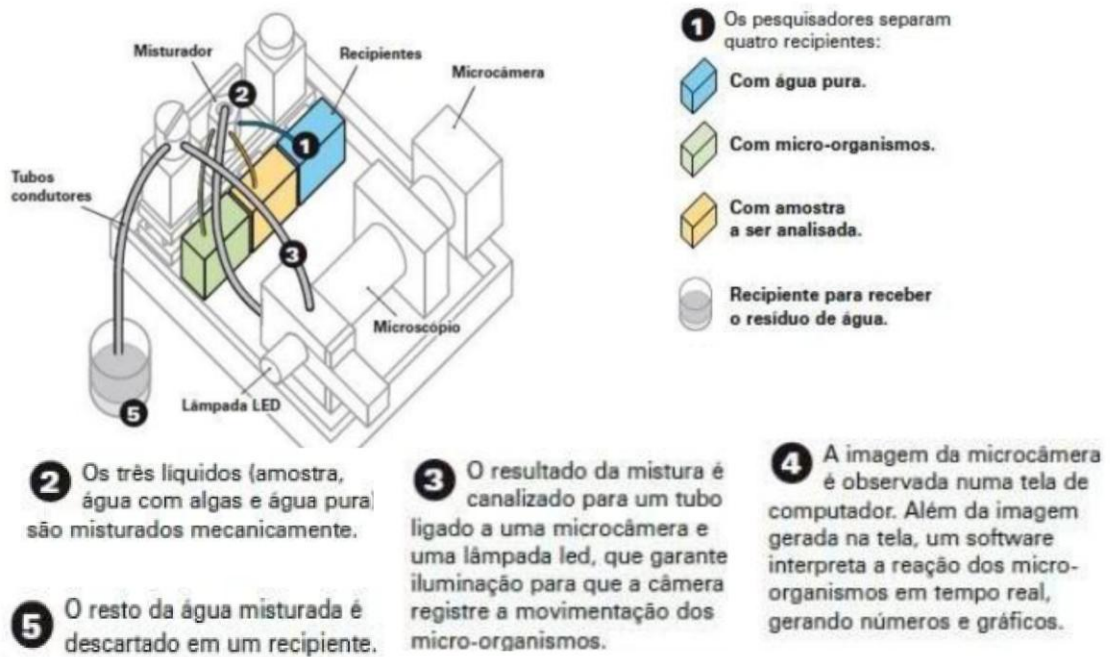 Misturador
Recipientes
Microcâmera
2
1
Tubos
condutores
3
Microscópio
Lâmpada LED
5
1 Os pesquisadores separam
quatro recipientes:
Com água pura.
Com micro-organismos.
Com amostra
a ser analisada.
Recipiente para receber
o resíduo de água.
2 Os três líquidos (amostra,
água com algas e água pura)
são misturados mecanicamente.
3 O resultado da mistura é
canalizado para um tubo
ligado a uma microcâmera e
uma lâmpada led, que garante
iluminação para que a câmera
registre a movimentação dos
micro-organismos.
4 A imagem da microcâmera
é observada numa tela de
computador. Além da imagem
gerada na tela, um software
interpreta a reação dos micro-
organismos em tempo real,
gerando números e gráficos.
5 O resto da água misturada é
descartado em um recipiente.